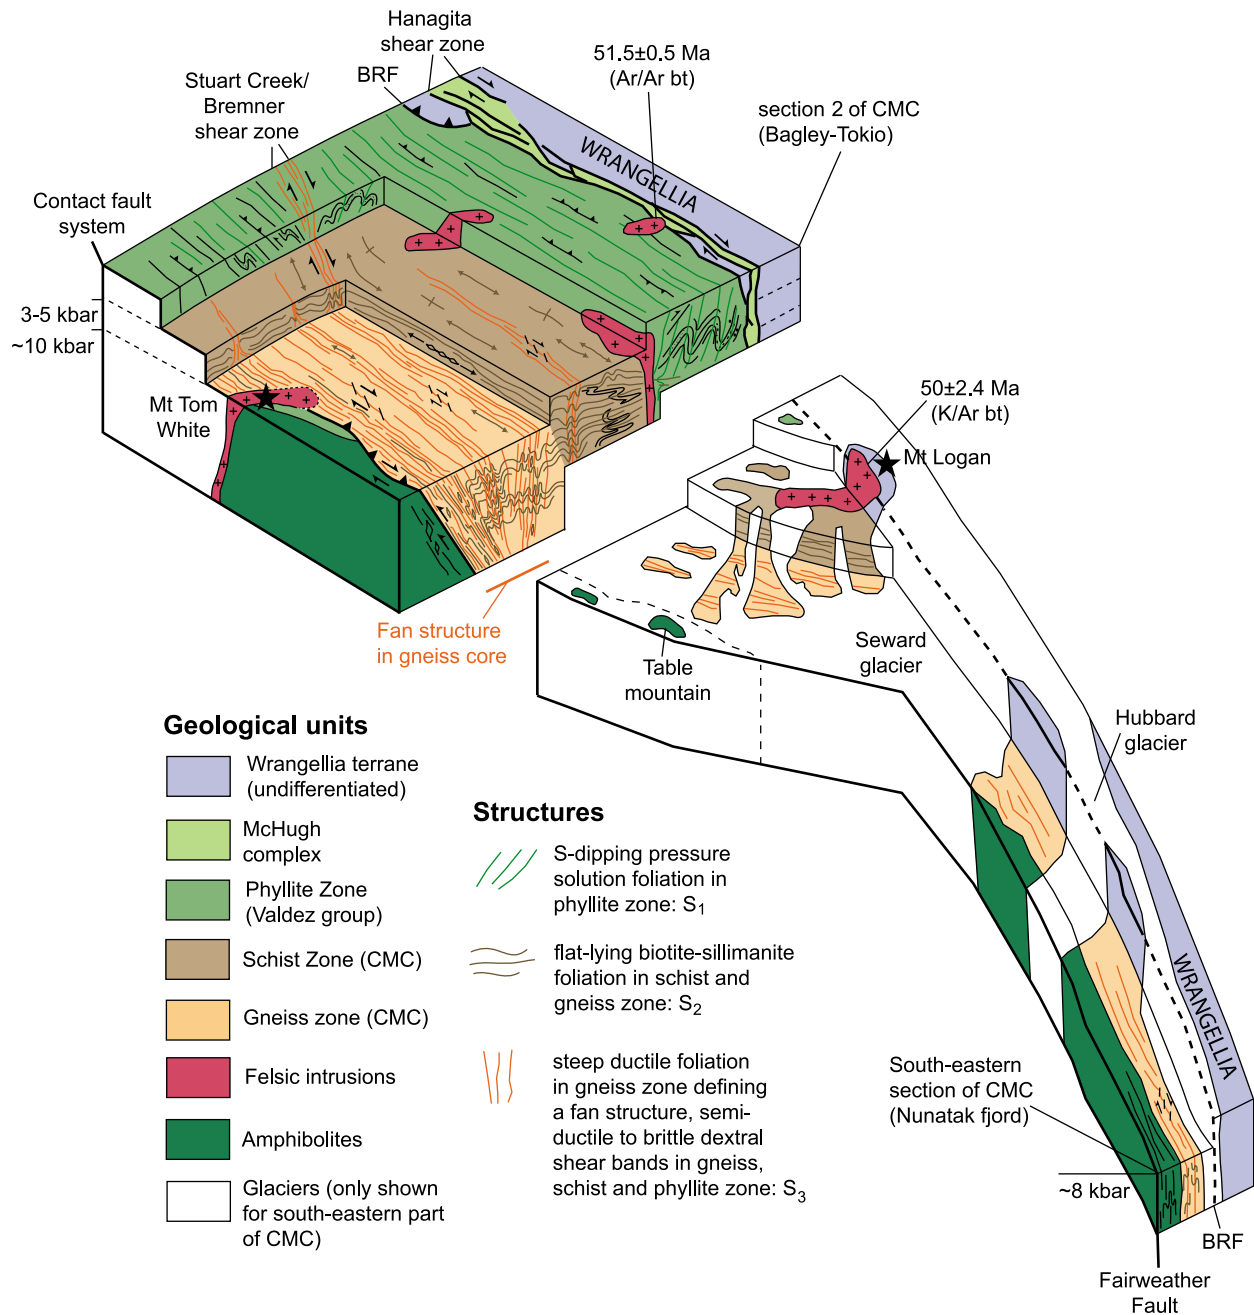 Hanagita
shear zone
BRF
51.5±0.5 Ma
(Ar/Ar bt)
Stuart Creek/
Bremner
shear zone
section 2 of CMC
(Bagley-Tokio)
WRANGELLIA
Contact fault
system
3-5 kbar
~10 kbar
Mt Tom
White
50±2.4 Ma
(K/Ar bt)
Mt Logan
Fan structure
in gneiss core
Table
mountain
Seward
glacier
Hubbard
glacier
WRANGELLIA
South-eastern
section of CMC
(Nunatak fjord)
~8 kbar
BRF
Fairweather
Fault
Geological units
Wrangellia terrane
(undifferentiated)
McHugh
complex
Phyllite Zone
(Valdez group)
Schist Zone (CMC)
Gneiss zone (CMC)
Felsic intrusions
Amphibolites
Glaciers (only shown
for south-eastern part
of CMC)
Structures
S-dipping pressure
solution foliation in
phyllite zone: S1
flat-lying biotite-sillimanite
foliation in schist and
gneiss zone: S2
steep ductile foliation
in gneiss zone defining
a fan structure, semi-
ductile to brittle dextral
shear bands in gneiss,
schist and phyllite zone: S3